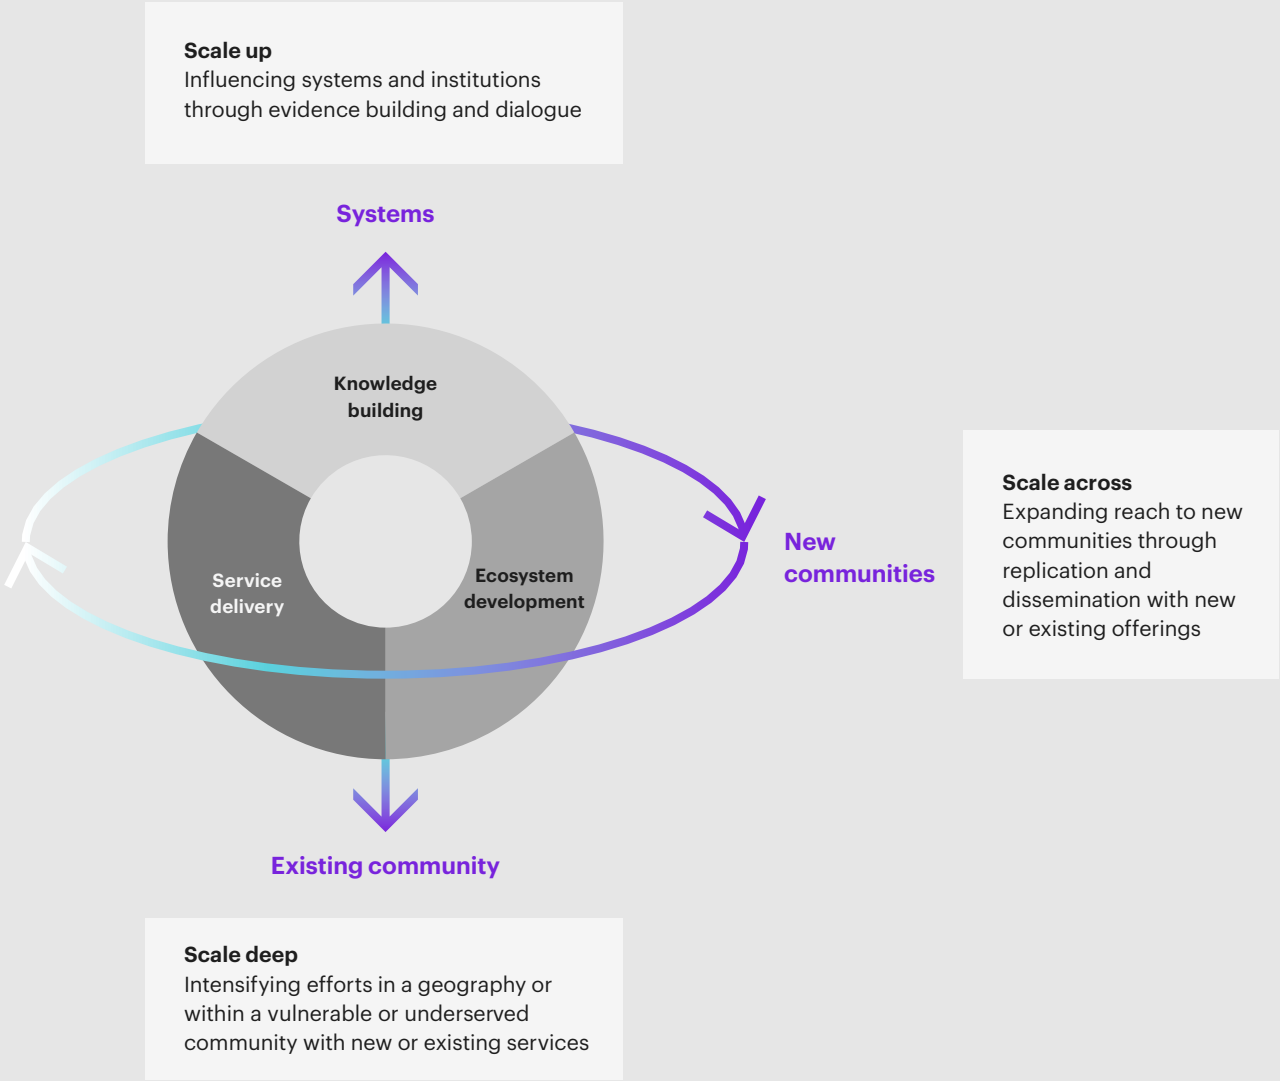 Scale up
Influencing systems and institutions
through evidence building and dialogue
Systems
Knowledge
building
Service
delivery
Ecosystem
development
New
communities
Scale across
Expanding reach to new
communities through
replication and
dissemination with new
or existing offerings
Existing community
Scale deep
Intensifying efforts in a geography or
within a vulnerable or underserved
community with new or existing services